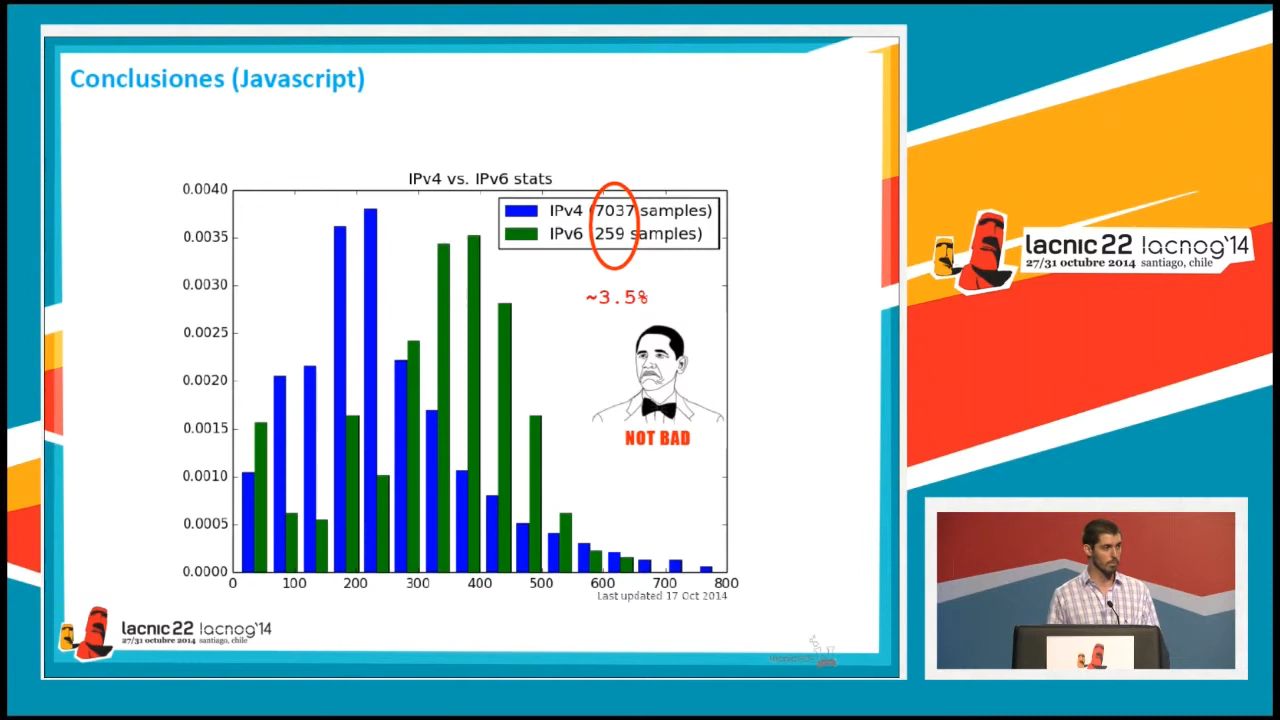 Conclusiones (Javascript)
IPv4 vs. IPv6 stats
0.0040
0.0035
0.0030
0.0025
0.0020
0.0015
0.0010
0.0005
0.0000
0 100 200 300 400 500 600 700 800
IPv4 (7037 samples)
IPv6 (259 samples)
~3.5%
NOT BAD
Last updated 17 Oct 2014
lacnic 22 lacnog'14
27/31 octubre 2014 santiago, chile
lacnic 22 lacnog'14
27/31 octubre 2014 santiago, chile